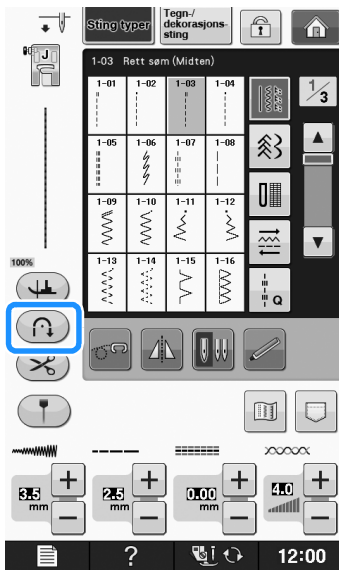 Sting typer
Tegn-/
dekorasjons-
sting
J
1-03 Rett søm (Midten)
1/3
1-01 1-02 1-03 1-04
1-05 1-06 1-07 1-08
1-09 1-10 1-11 1-12
1-13 1-14 1-15 1-16
100%
Q
3.5 mm
2.5 mm
0.00 mm
4.0
?
12:00